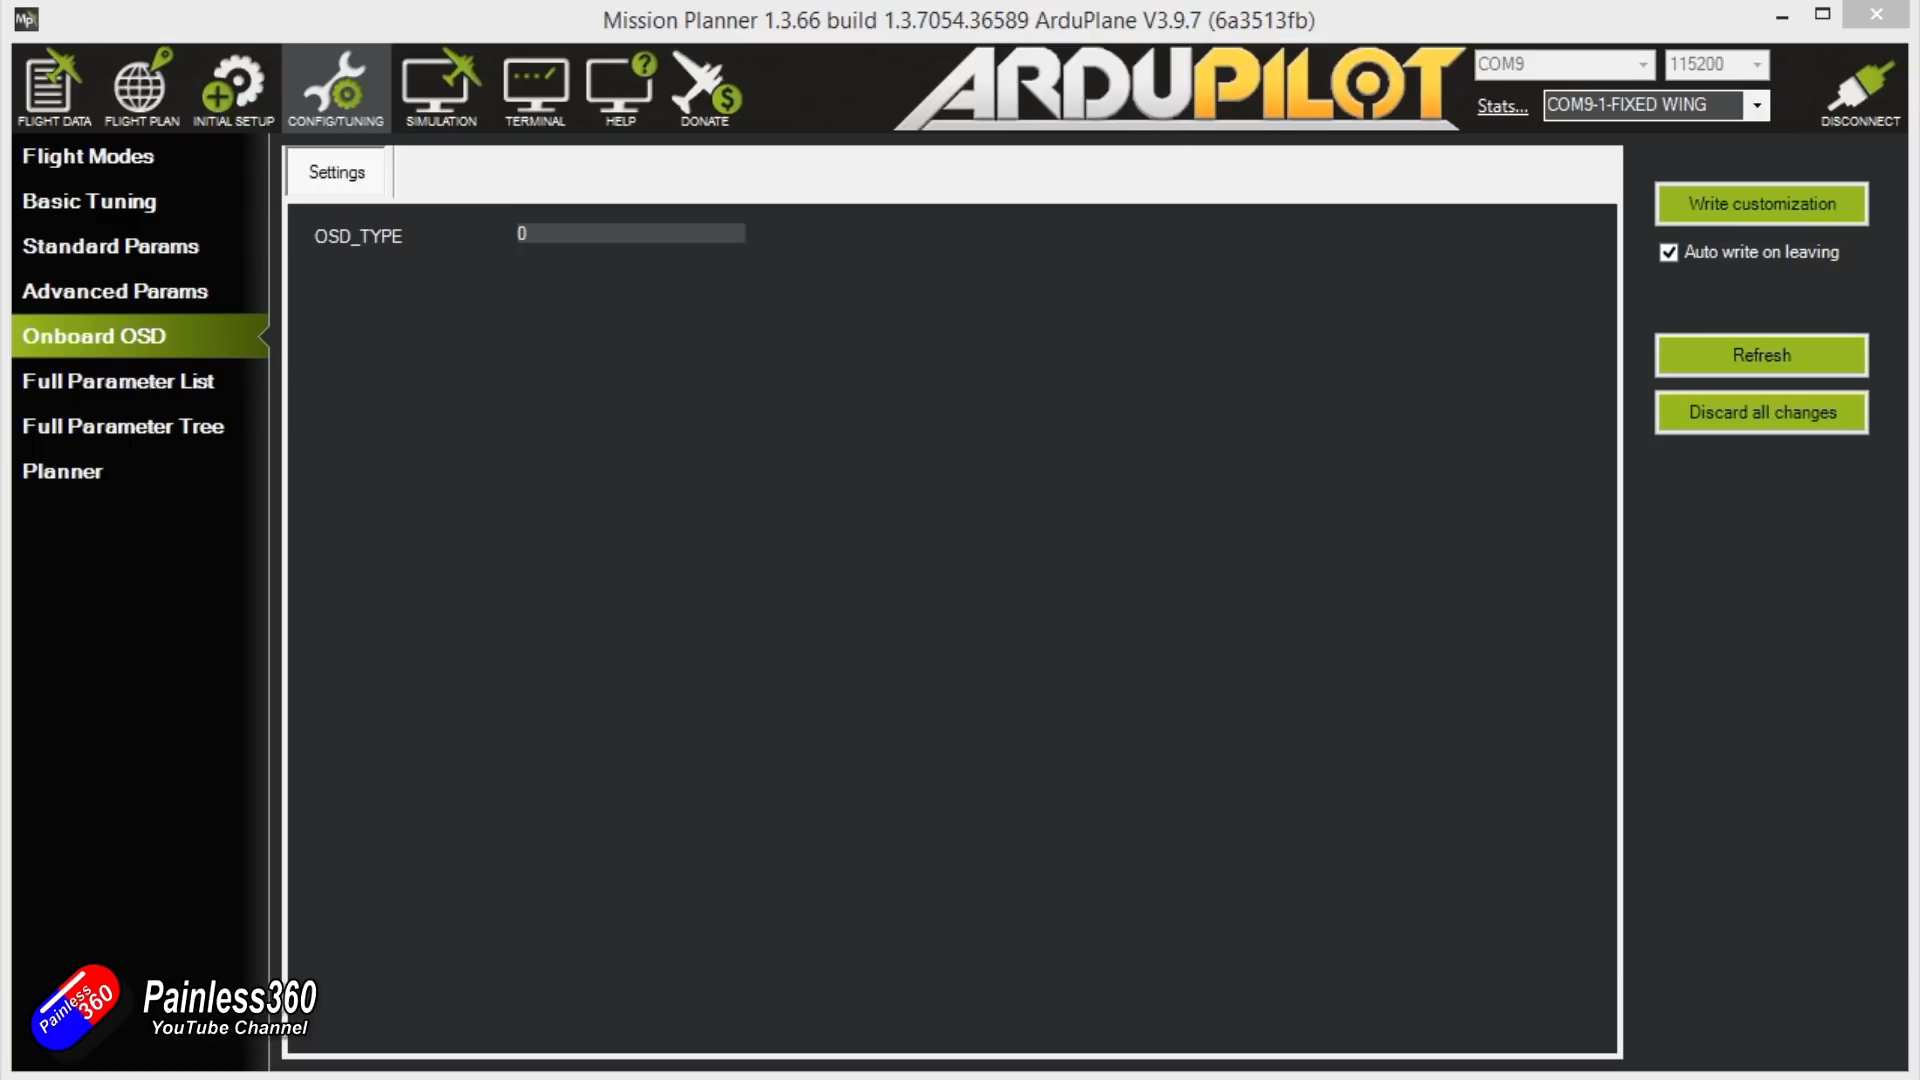 Mp
Mission Planner 1.3.66 build 1.3.7054.36589 ArduPlane V3.9.7 (6a3513fb)
FLIGHT DATA
FLIGHT PLAN
INITIAL SETUP
CONFIG/TUNING
SIMULATION
TERMINAL
HELP
DONATE
ARDUPILOT
COM9
115200
Stats...
COM9-1-FIXED WING
DISCONNECT
Flight Modes
Basic Tuning
Standard Params
Advanced Params
Onboard OSD
Full Parameter List
Full Parameter Tree
Planner
Settings
OSD_TYPE
0
Write customization
Auto write on leaving
Refresh
Discard all changes
Painless
360
Painless360
YouTube Channel